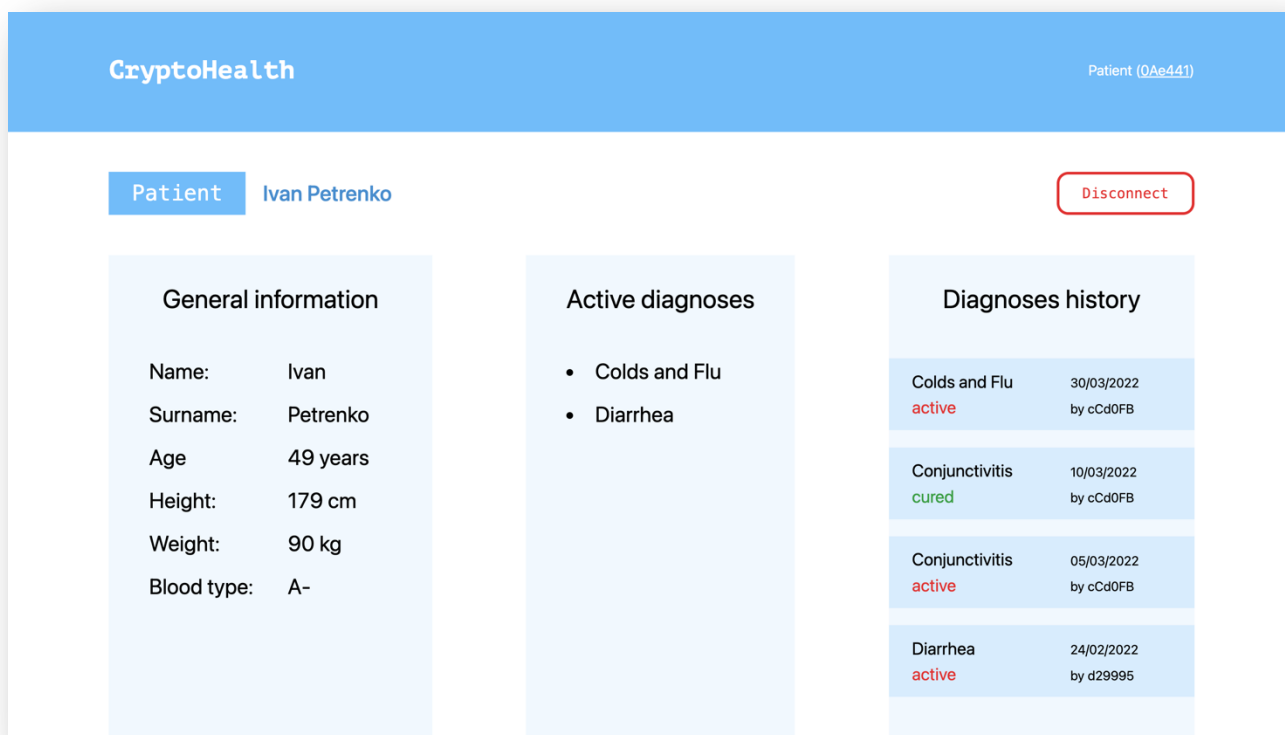 CryptoHealth
Patient (0Ae441)
Patient
Ivan Petrenko
Disconnect
General information
Name: Ivan
Surname: Petrenko
Age 49 years
Height: 179 cm
Weight: 90 kg
Blood type: A-
Active diagnoses
• Colds and Flu
• Diarrhea
Diagnoses history
Colds and Flu 30/03/2022
active by cCd0FB
Conjunctivitis 10/03/2022
cured by cCd0FB
Conjunctivitis 05/03/2022
active by cCd0FB
Diarrhea 24/02/2022
active by d29995